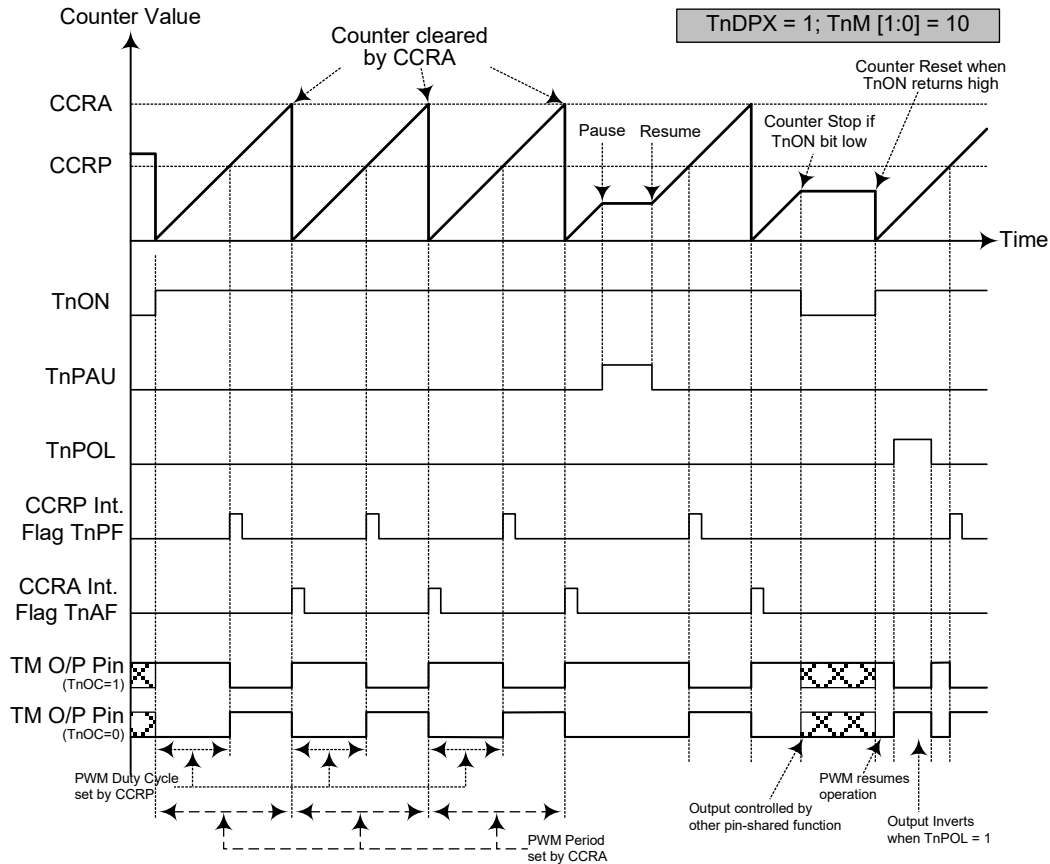 Counter Value
TnDPX = 1; TnM [1:0] = 10
Counter cleared
by CCRA
Counter Reset when
TnON returns high
CCRA
Counter Stop if
TnON bit low
Pause
Resume
CCRP
Time
TnON
TnPAU
TnPOL
CCRP Int.
Flag TnPF
CCRA Int.
Flag TnAF
TM O/P Pin
(TnOC=1)
TM O/P Pin
(TnOC=0)
PWM Duty Cycle
set by CCRP
PWM resumes
operation
Output controlled by
other pin-shared function
Output Inverts
when TnPOL = 1
PWM Period
set by CCRA